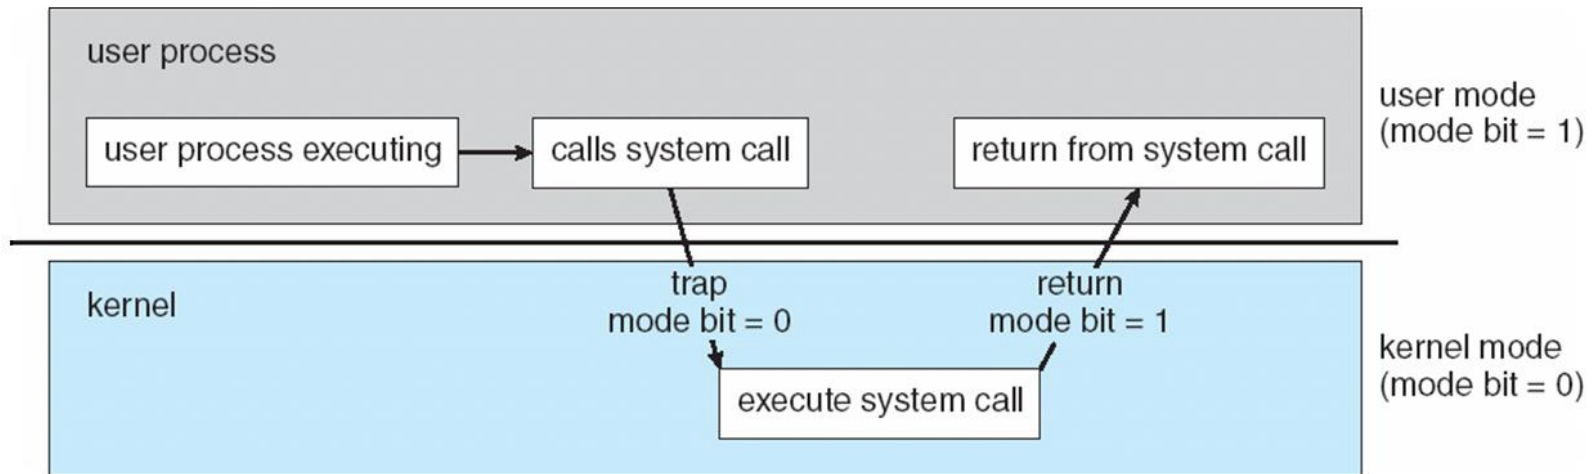 user process
user process executing
calls system call
return from system call
user mode
(mode bit = 1)
kernel
trap
mode bit = 0
return
mode bit = 1
execute system call
kernel mode
(mode bit = 0)